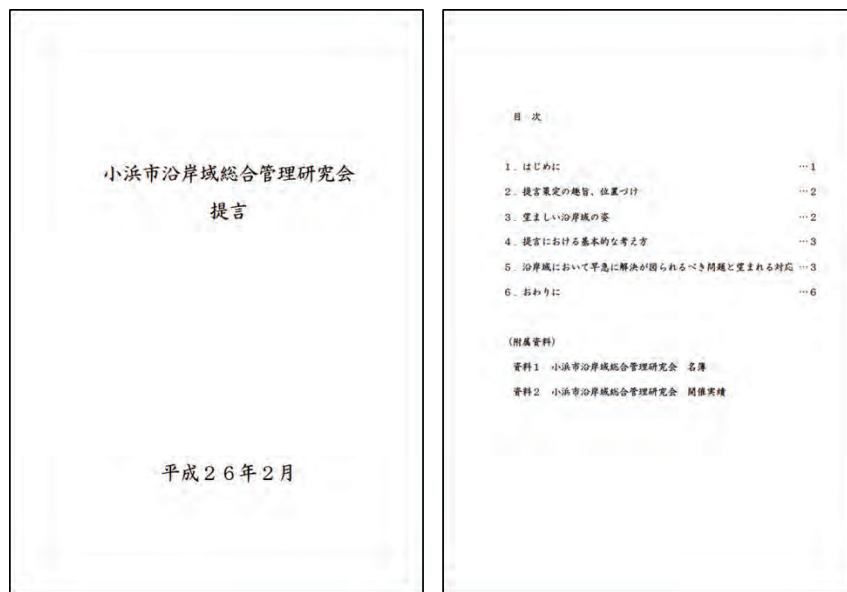 小浜市沿岸域総合管理研究会
提言
平成26年2月
目 次
1.はじめに …1
2.提言策定の趣旨、位置づけ …2
3.望ましい沿岸域の姿 …2
4.提言における基本的な考え方 …3
5.沿岸域において早急に解決が図られるべき問題と望まれる対応 …3
6.おわりに …6
(附属資料)
資料1 小浜市沿岸域総合管理研究会 名簿
資料2 小浜市沿岸域総合管理研究会 開催実績